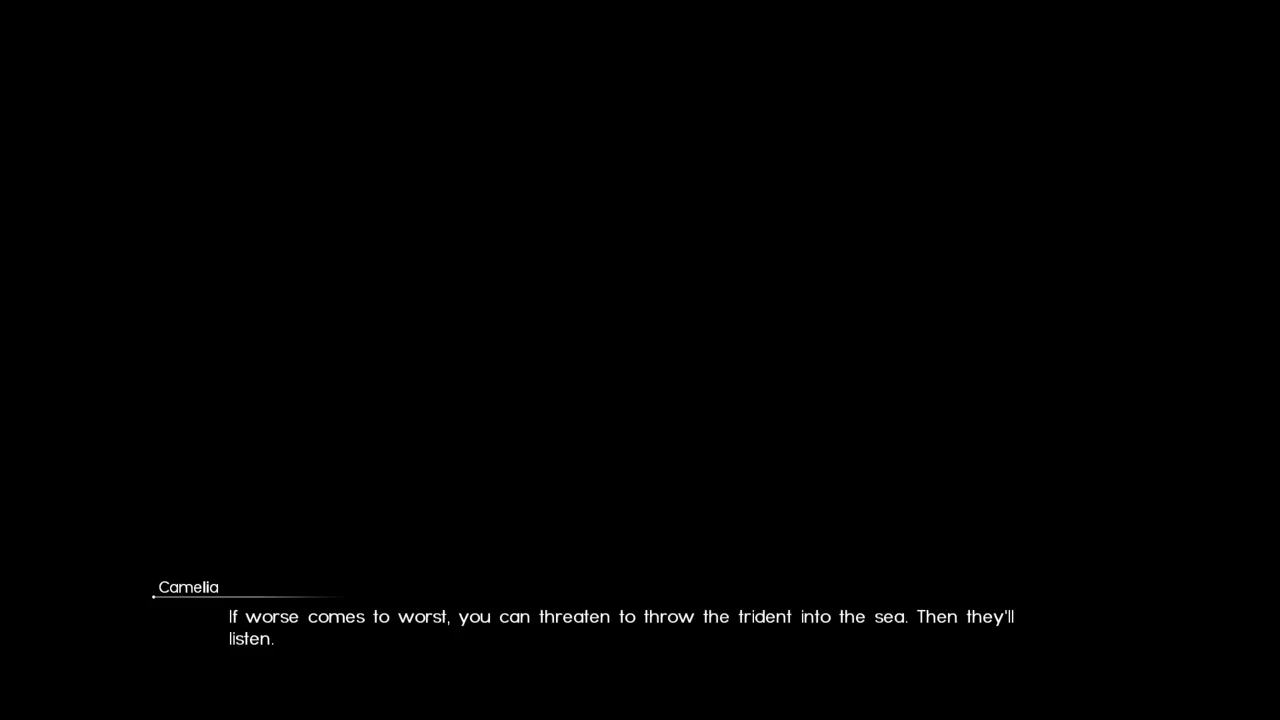 Camelia
If worse comes to worst, you can threaten to throw the trident into the sea. Then they'll
listen.